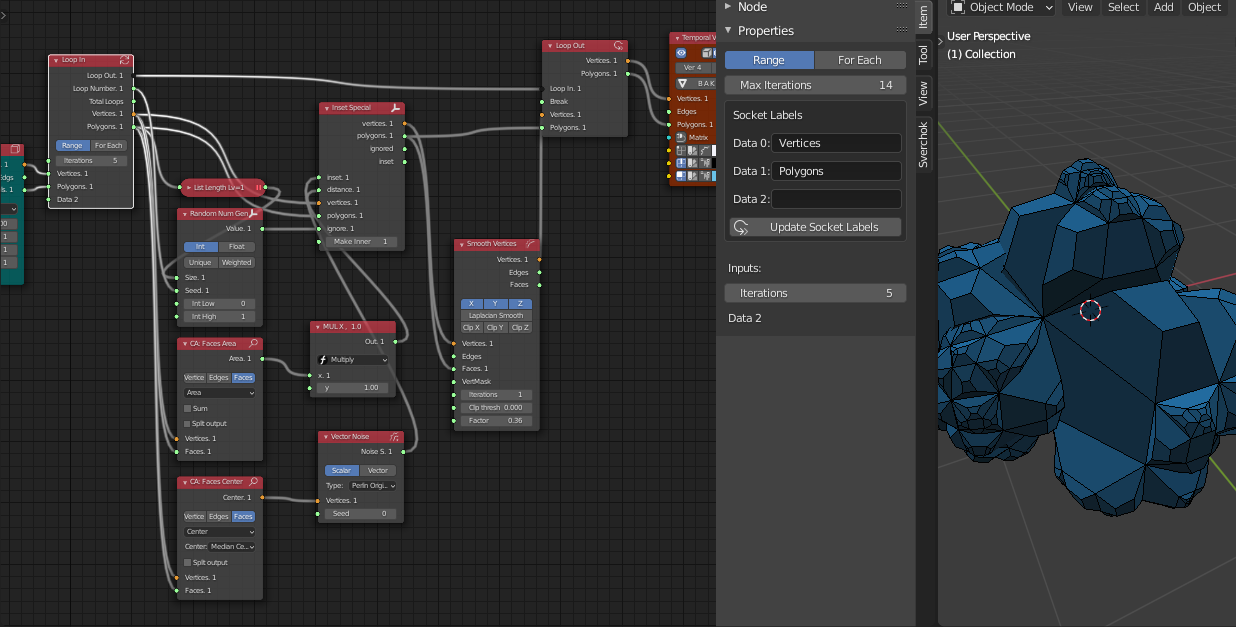 Loop In
Loop Out. 1
Loop Number. 1
Total Loops
Vertices. 1
Polygons. 1
Range
For Each
Iterations 5
Vertices. 1
Polygons. 1
Data 2
List Length Lv=1
Random Num Gen
Value. 1
Int
Float
Unique
Weighted
Size. 1
Seed. 1
Int Low 0
Int High 1
CA: Faces Area
Area. 1
Vertice
Edges
Faces
Area
Sum
Split output
Vertices. 1
Faces. 1
CA: Faces Center
Center. 1
Vertice
Edges
Faces
Center
Center: Median Ce...
Split output
Vertices. 1
Faces. 1
Inset Special
vertices. 1
polygons. 1
ignored
inset
inset. 1
distance. 1
vertices. 1
polygons. 1
ignore. 1
Make Inner 1
MUL X, 1.0
Out. 1
Multiply
x. 1
y 1.00
Vector Noise
Noise S. 1
Scalar
Vector
Type: Perlin Origi...
Vertices. 1
Seed 0
Smooth Vertices
Vertices. 1
Edges
Faces
X
Y
Z
Laplacian Smooth
Clip X
Clip Y
Clip Z
Vertices. 1
Edges
Faces. 1
VertMask
Iterations 1
Clip thresh 0.000
Factor 0.36
Loop Out
Vertices. 1
Polygons. 1
Loop In. 1
Break
Vertices. 1
Polygons. 1
Temporal V
Ver 4
B A K
Vertices. 1
Edges
Polygons. 1
Matrix
Node
Properties
Range
For Each
Max Iterations 14
Socket Labels
Data 0: Vertices
Data 1: Polygons
Data 2:
Update Socket Labels
Inputs:
Iterations 5
Data 2
Item
Tool
View
Sverchok
Object Mode
View
Select
Add
Object
User Perspective
(1) Collection